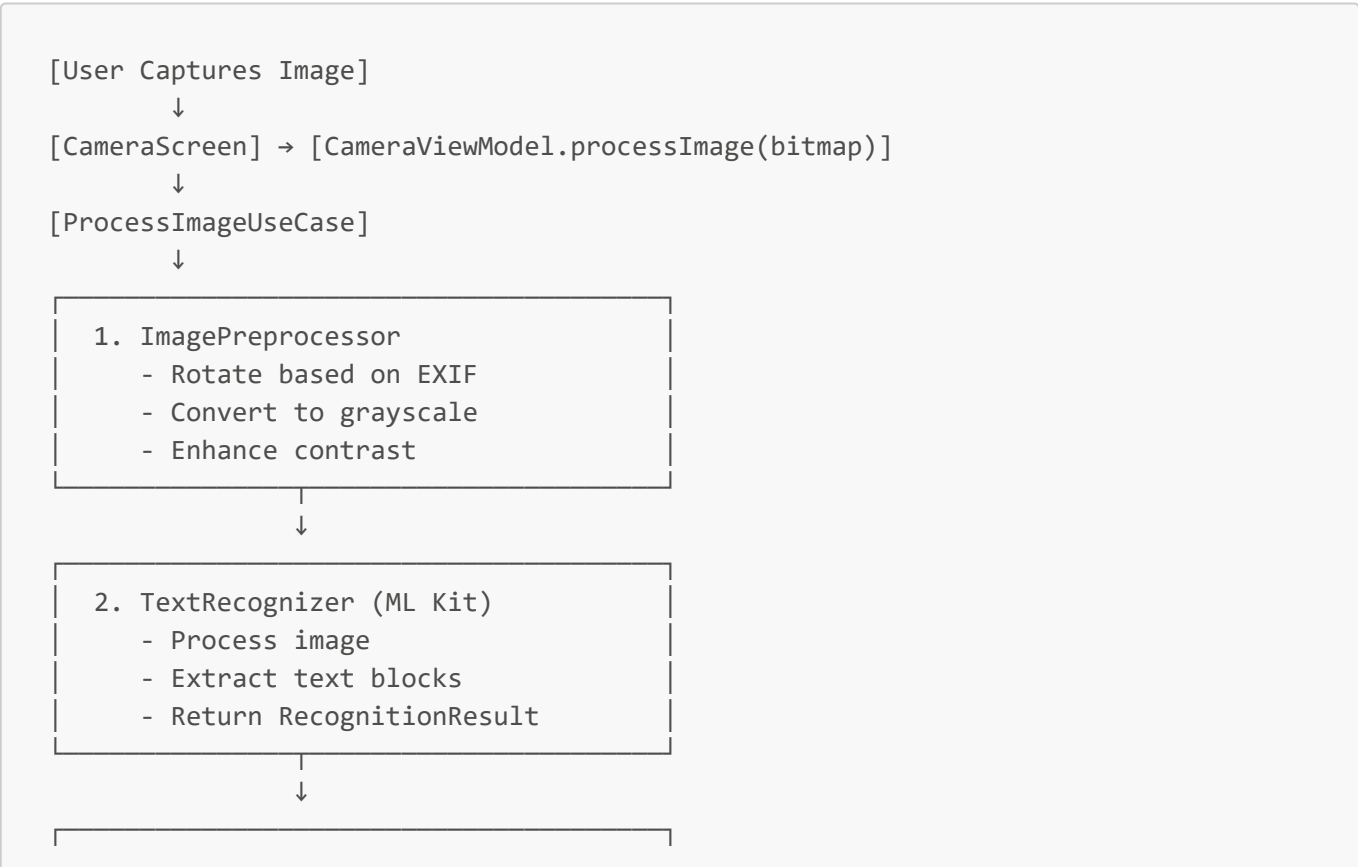 [User Captures Image]
↓
[CameraScreen] → [CameraViewModel.processImage(bitmap)]
↓
[ProcessImageUseCase]
↓
1. ImagePreprocessor
- Rotate based on EXIF
- Convert to grayscale
- Enhance contrast
↓
2. TextRecognizer (ML Kit)
- Process image
- Extract text blocks
- Return RecognitionResult
↓